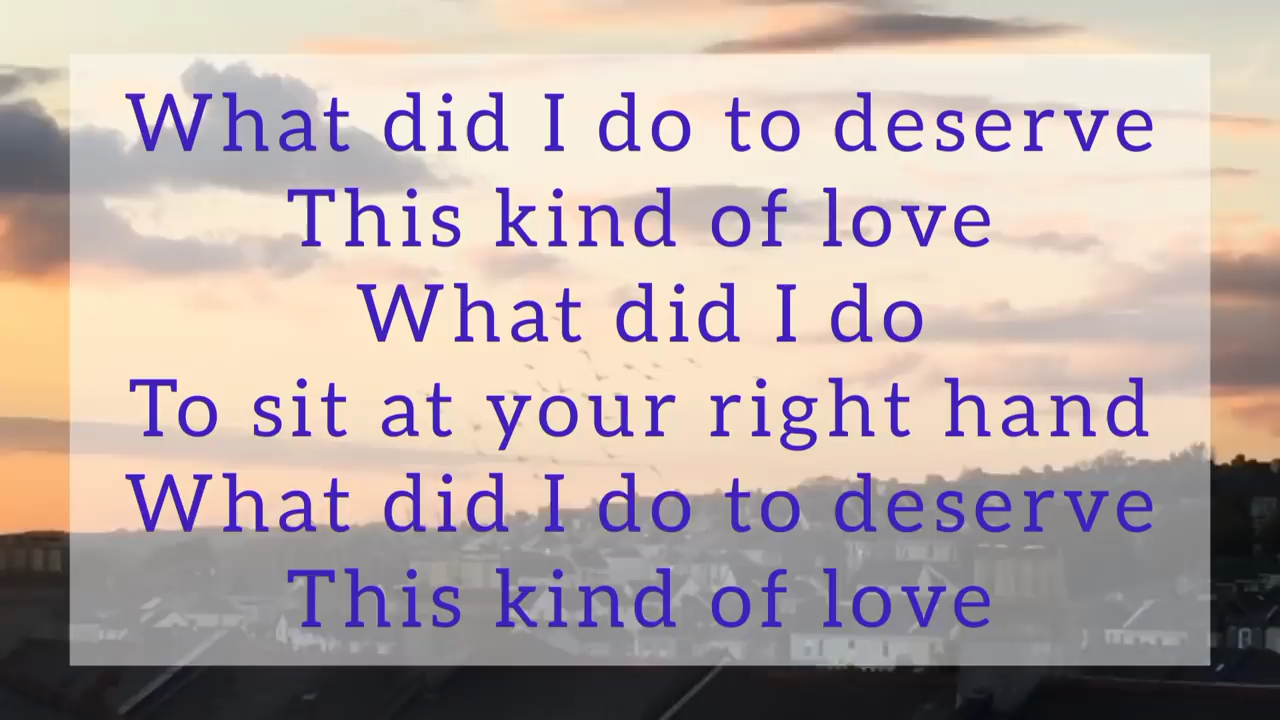 What did I do to deserve
This kind of love
What did I do
To sit at your right hand
What did I do to deserve
This kind of love